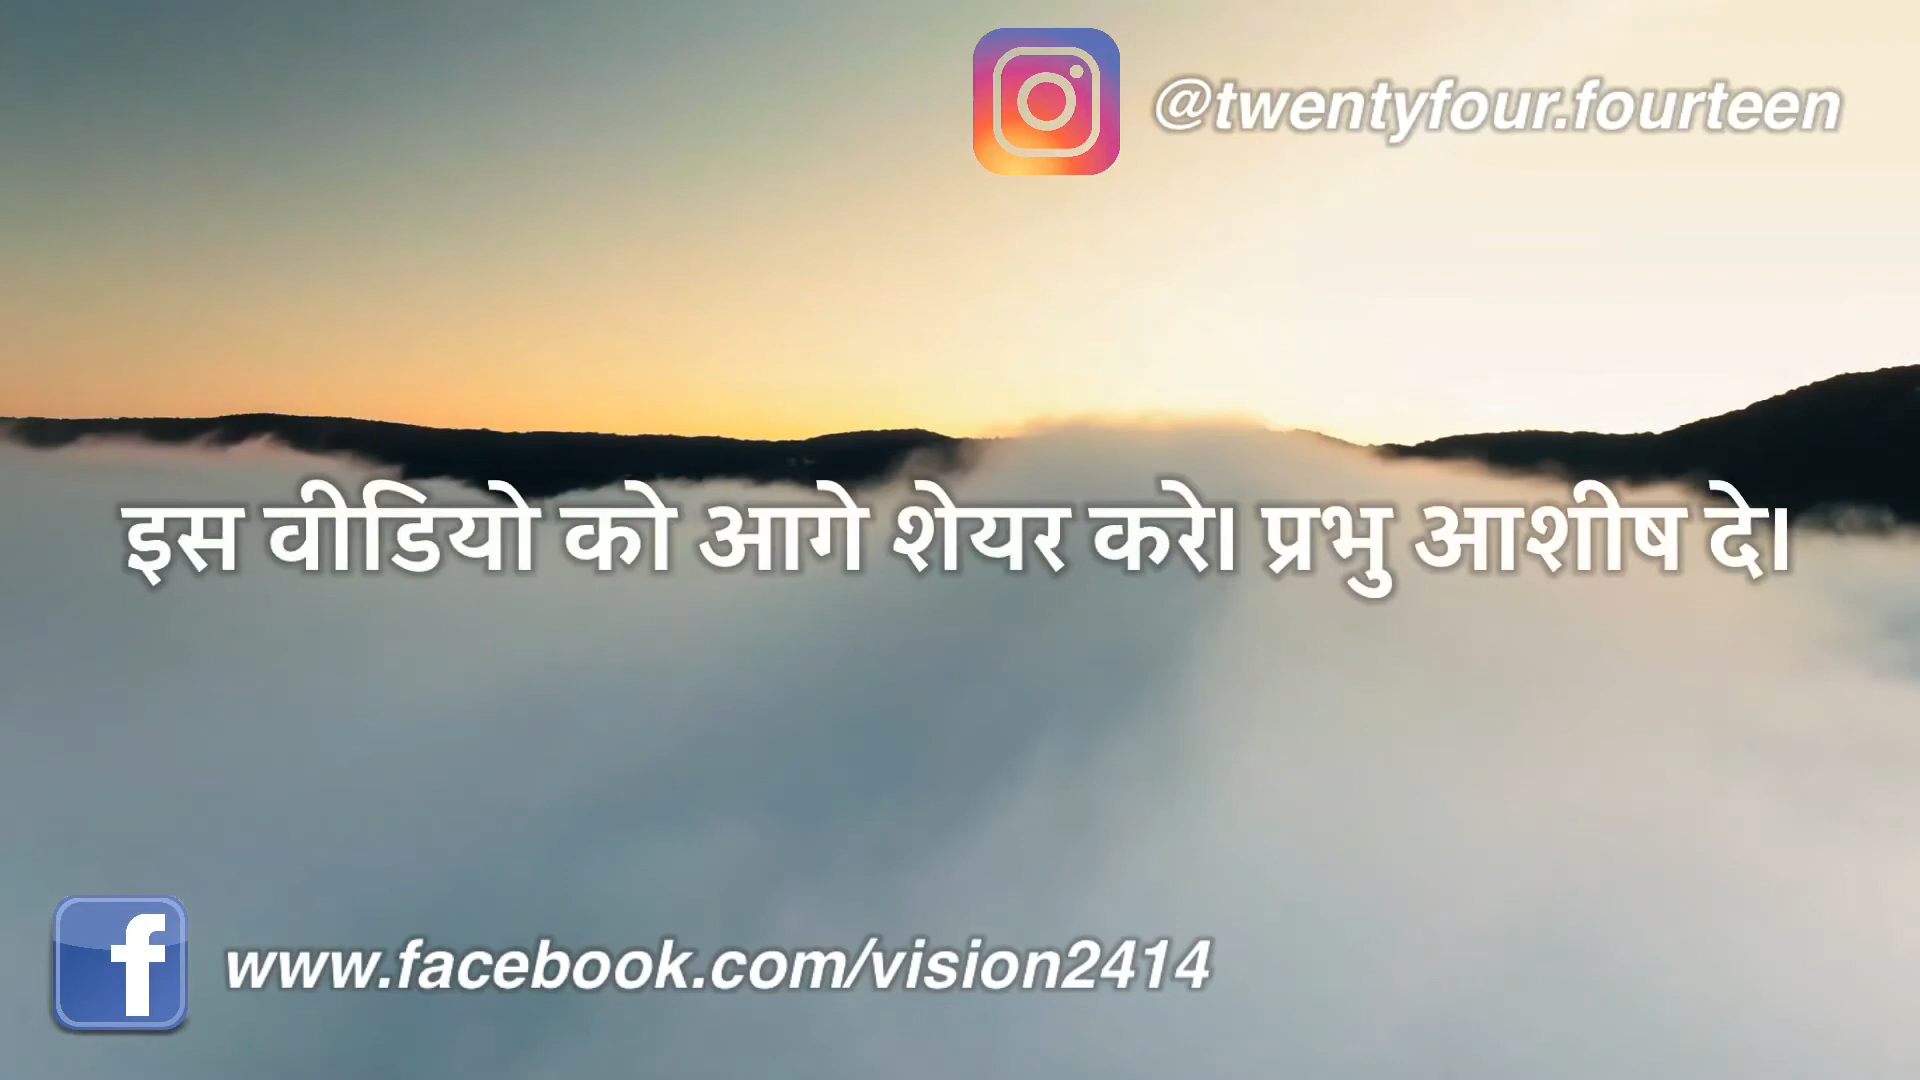 @twentyfour.fourteen
इस वीडियो को आगे शेयर करे। प्रभु आशीष दे।
www.facebook.com/vision2414